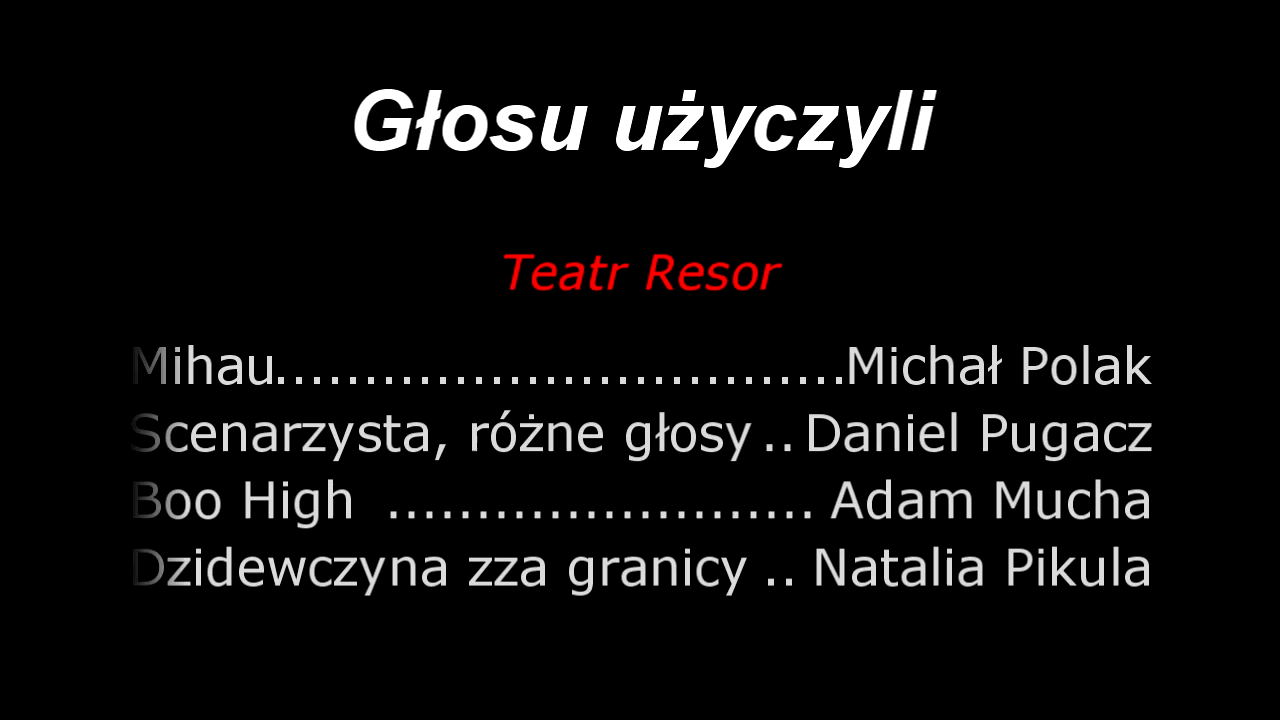 Głosu użyczyli
Teatr Resor
Mihau................................Michał Polak
Scenarzysta, różne głosy .. Daniel Pugacz
Boo High ........................ Adam Mucha
Dzidewczyna zza granicy .. Natalia Pikula